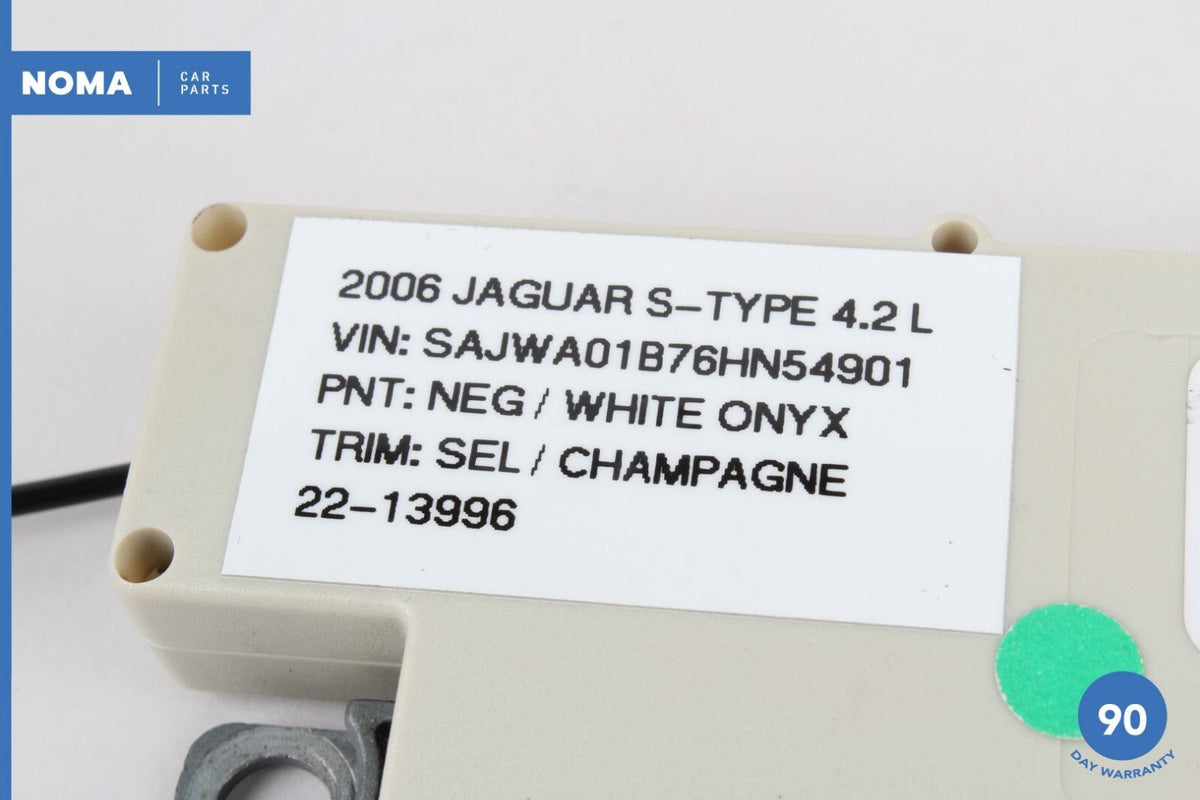 NOMA
CAR
PARTS
2006 JAGUAR S-TYPE 4.2 L
VIN: SAJWA01B76HN54901
PNT: NEG / WHITE ONYX
TRIM: SEL / CHAMPAGNE
22-13996
90
DAY WARRANTY